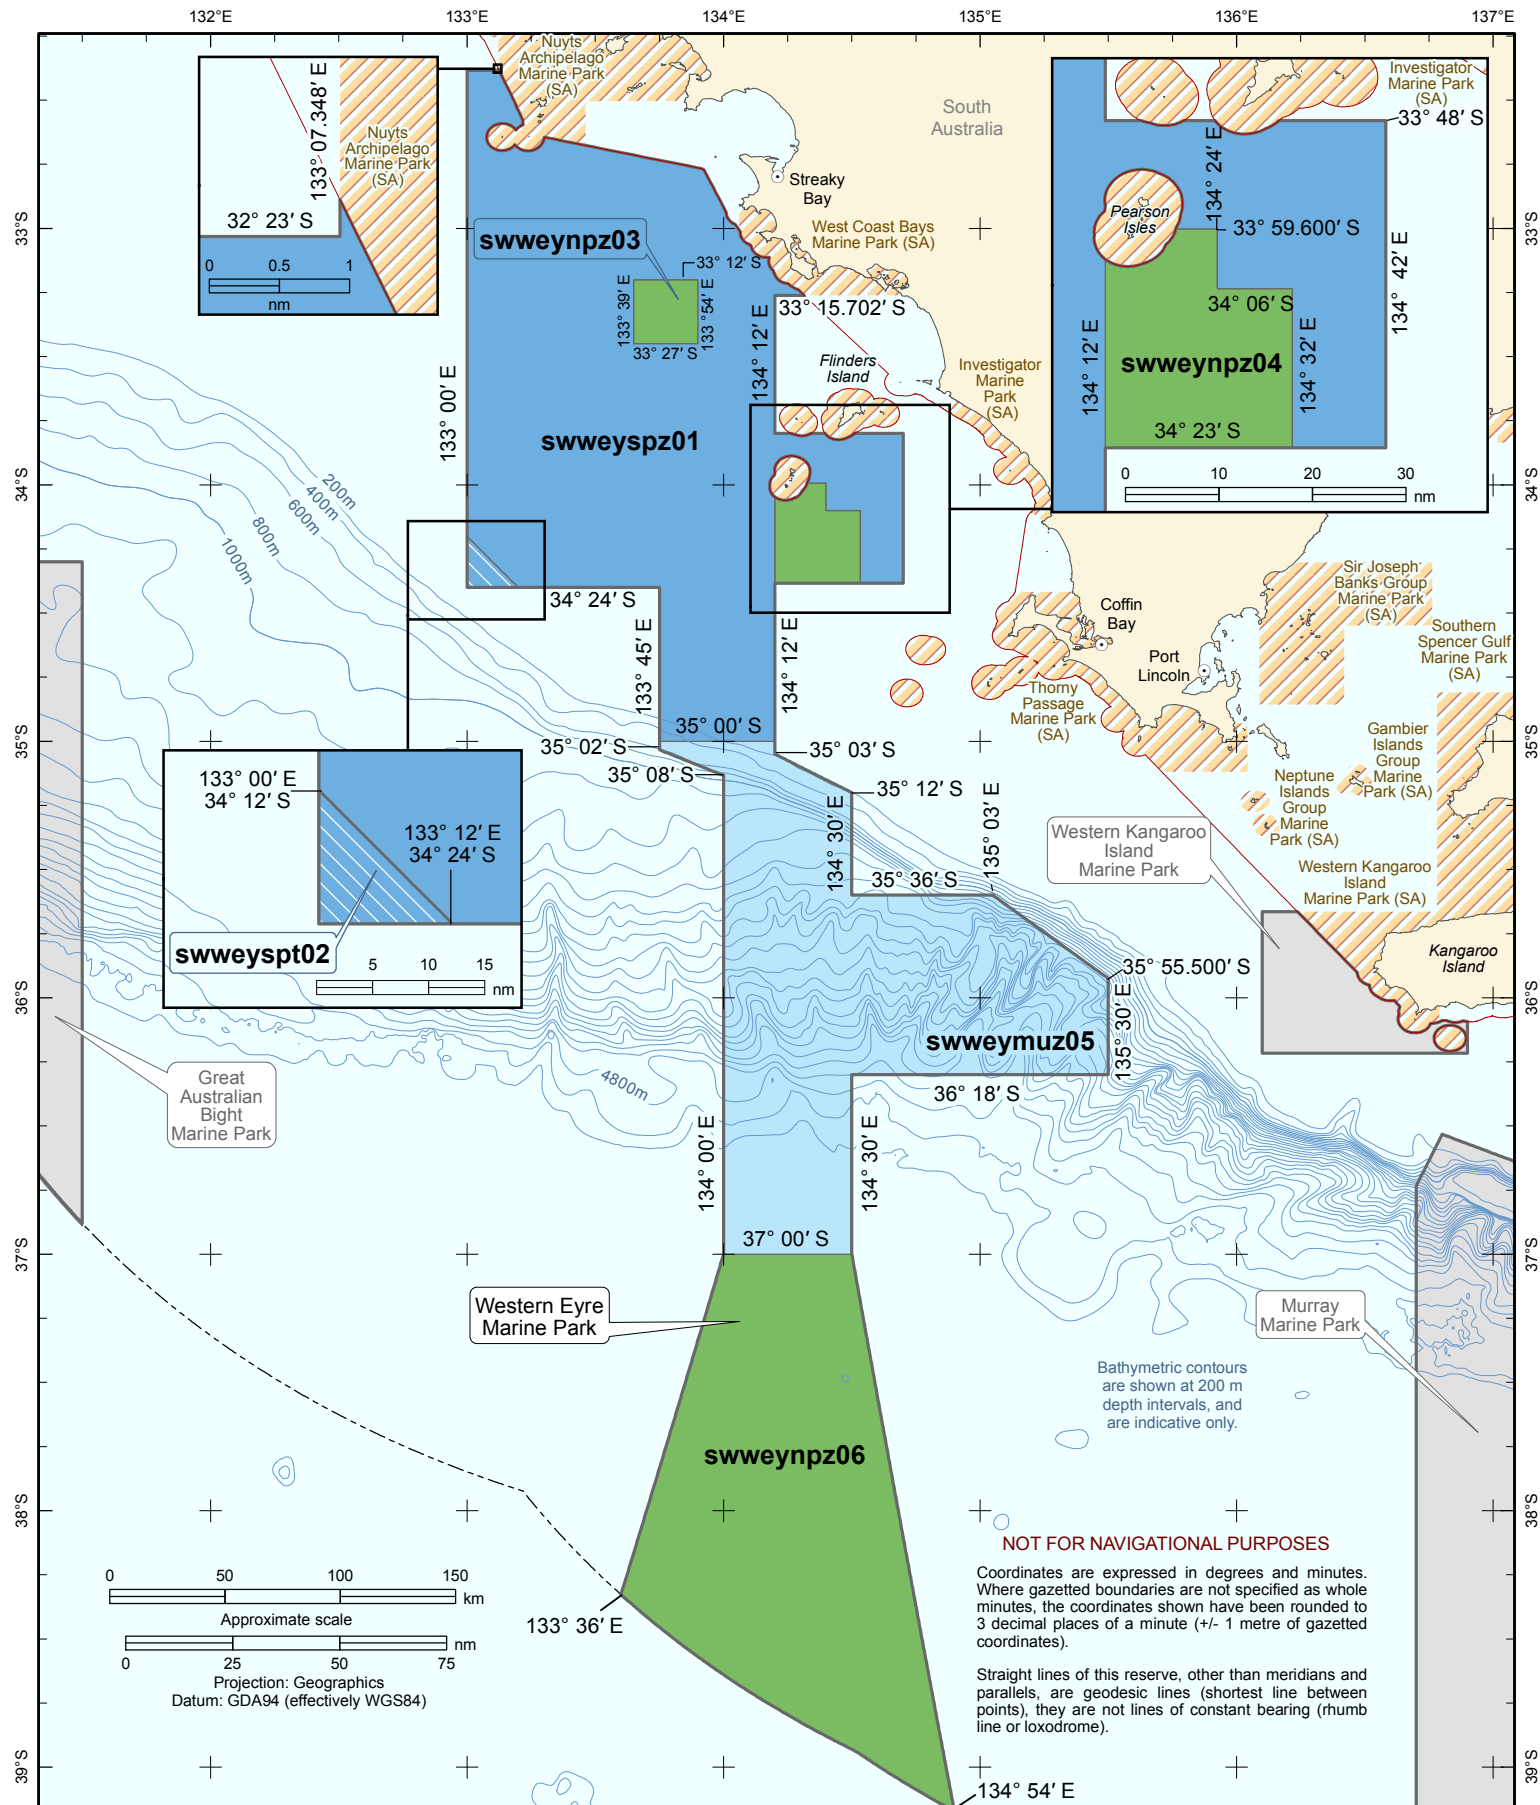 132°E
133°E
134°E
135°E
136°E
137°E
33°S
34°S
35°S
36°S
37°S
38°S
39°S
33°S
34°S
35°S
36°S
37°S
38°S
39°S
Nuyts
Archipelago
Marine Park
(SA)
133° 07.348′ E
Nuyts
Archipelago
Marine Park
(SA)
32° 23′ S
0 0.5 1
nm
South
Australia
Streaky
Bay
West Coast Bays
Marine Park (SA)
swweynpz03
33° 12′ S
133° 39′ E
133° 54′ E
33° 27′ S
33° 15.702′ S
134° 12′ E
Flinders
Island
Investigator
Marine
Park
(SA)
133° 00′ E
swweyspz01
Investigator
Marine Park
(SA)
33° 48′ S
134° 24′ E
Pearson
Isles
33° 59.600′ S
134° 42′ E
34° 06′ S
134° 12′ E
swweynpz04
134° 32′ E
34° 23′ S
0 10 20 30
nm
200m
400m
600m
800m
1000m
34° 24′ S
133° 45′ E
134° 12′ E
Coffin
Bay
Port
Lincoln
Sir Joseph
Banks Group
Marine Park
(SA)
Southern
Spencer Gulf
Marine Park
(SA)
Thorny
Passage
Marine Park
(SA)
Gambier
Islands
Group
Marine
Park (SA)
Neptune
Islands
Group
Marine
Park (SA)
35° 00′ S
35° 02′ S
35° 03′ S
35° 08′ S
35° 12′ S
134° 30′ E
135° 03′ E
35° 36′ S
133° 00′ E
34° 12′ S
133° 12′ E
34° 24′ S
swweyspt02
5 10 15
nm
Western Kangaroo
Island
Marine Park
Western Kangaroo
Island
Marine Park (SA)
Kangaroo
Island
35° 55.500′ S
135° 30′ E
swweymuz05
36° 18′ S
4800m
Great
Australian
Bight
Marine Park
134° 00′ E
134° 30′ E
37° 00′ S
Western Eyre
Marine Park
Murray
Marine Park
Bathymetric contours
are shown at 200 m
depth intervals, and
are indicative only.
swweynpz06
133° 36′ E
134° 54′ E
0 50 100 150
km
Approximate scale
nm
0 25 50 75
Projection: Geographics
Datum: GDA94 (effectively WGS84)
NOT FOR NAVIGATIONAL PURPOSES
Coordinates are expressed in degrees and minutes.
Where gazetted boundaries are not specified as whole
minutes, the coordinates shown have been rounded to
3 decimal places of a minute (+/- 1 metre of gazetted
coordinates).
Straight lines of this reserve, other than meridians and
parallels, are geodesic lines (shortest line between
points), they are not lines of constant bearing (rhumb
line or loxodrome).